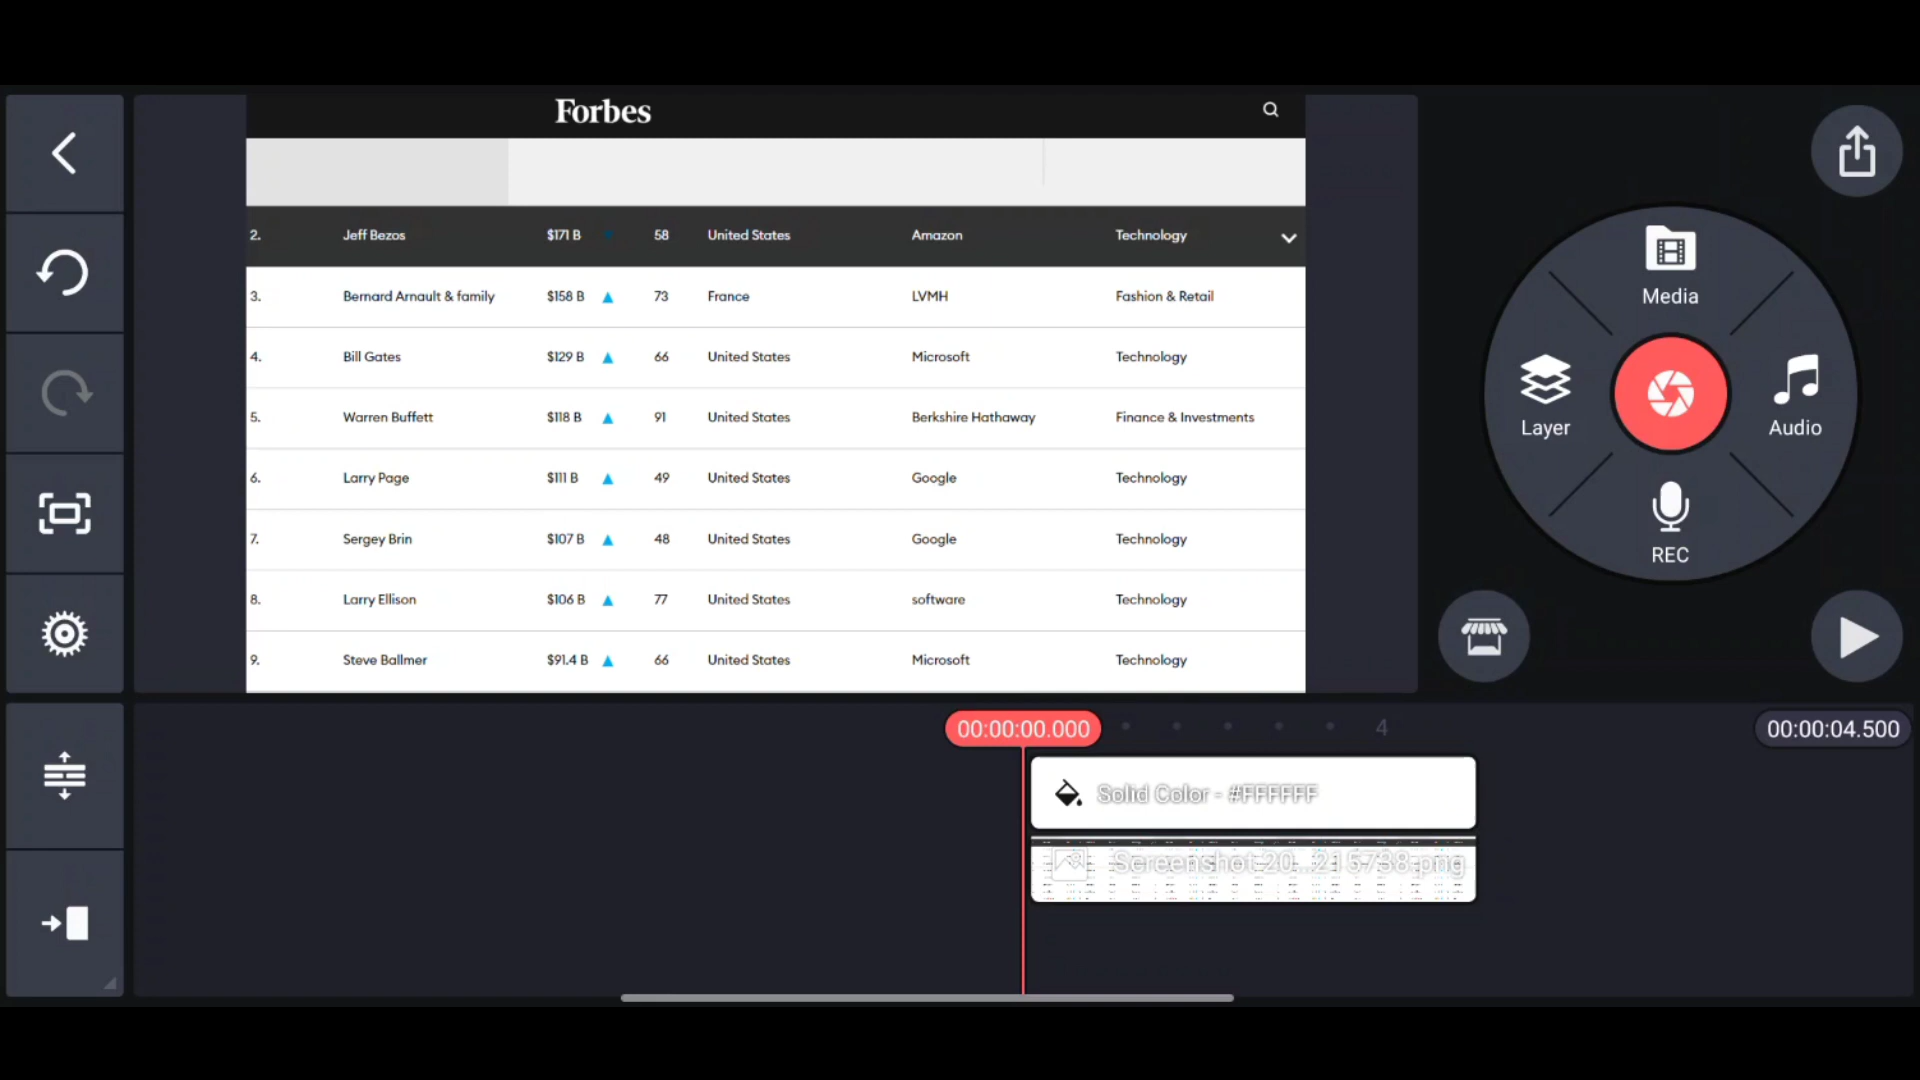 Forbes
2. Jeff Bezos $171 B 58 United States Amazon Technology
3. Bernard Arnault & family $158 B 73 France LVMH Fashion & Retail
4. Bill Gates $129 B 66 United States Microsoft Technology
5. Warren Buffett $118 B 91 United States Berkshire Hathaway Finance & Investments
6. Larry Page $111 B 49 United States Google Technology
7. Sergey Brin $107 B 48 United States Google Technology
8. Larry Ellison $106 B 77 United States software Technology
9. Steve Ballmer $91.4 B 66 United States Microsoft Technology
Media
Layer
Audio
REC
00:00:00.000
4
00:00:04.500
Solid Color - #FFFFFF
Screenshot 20...215738.png